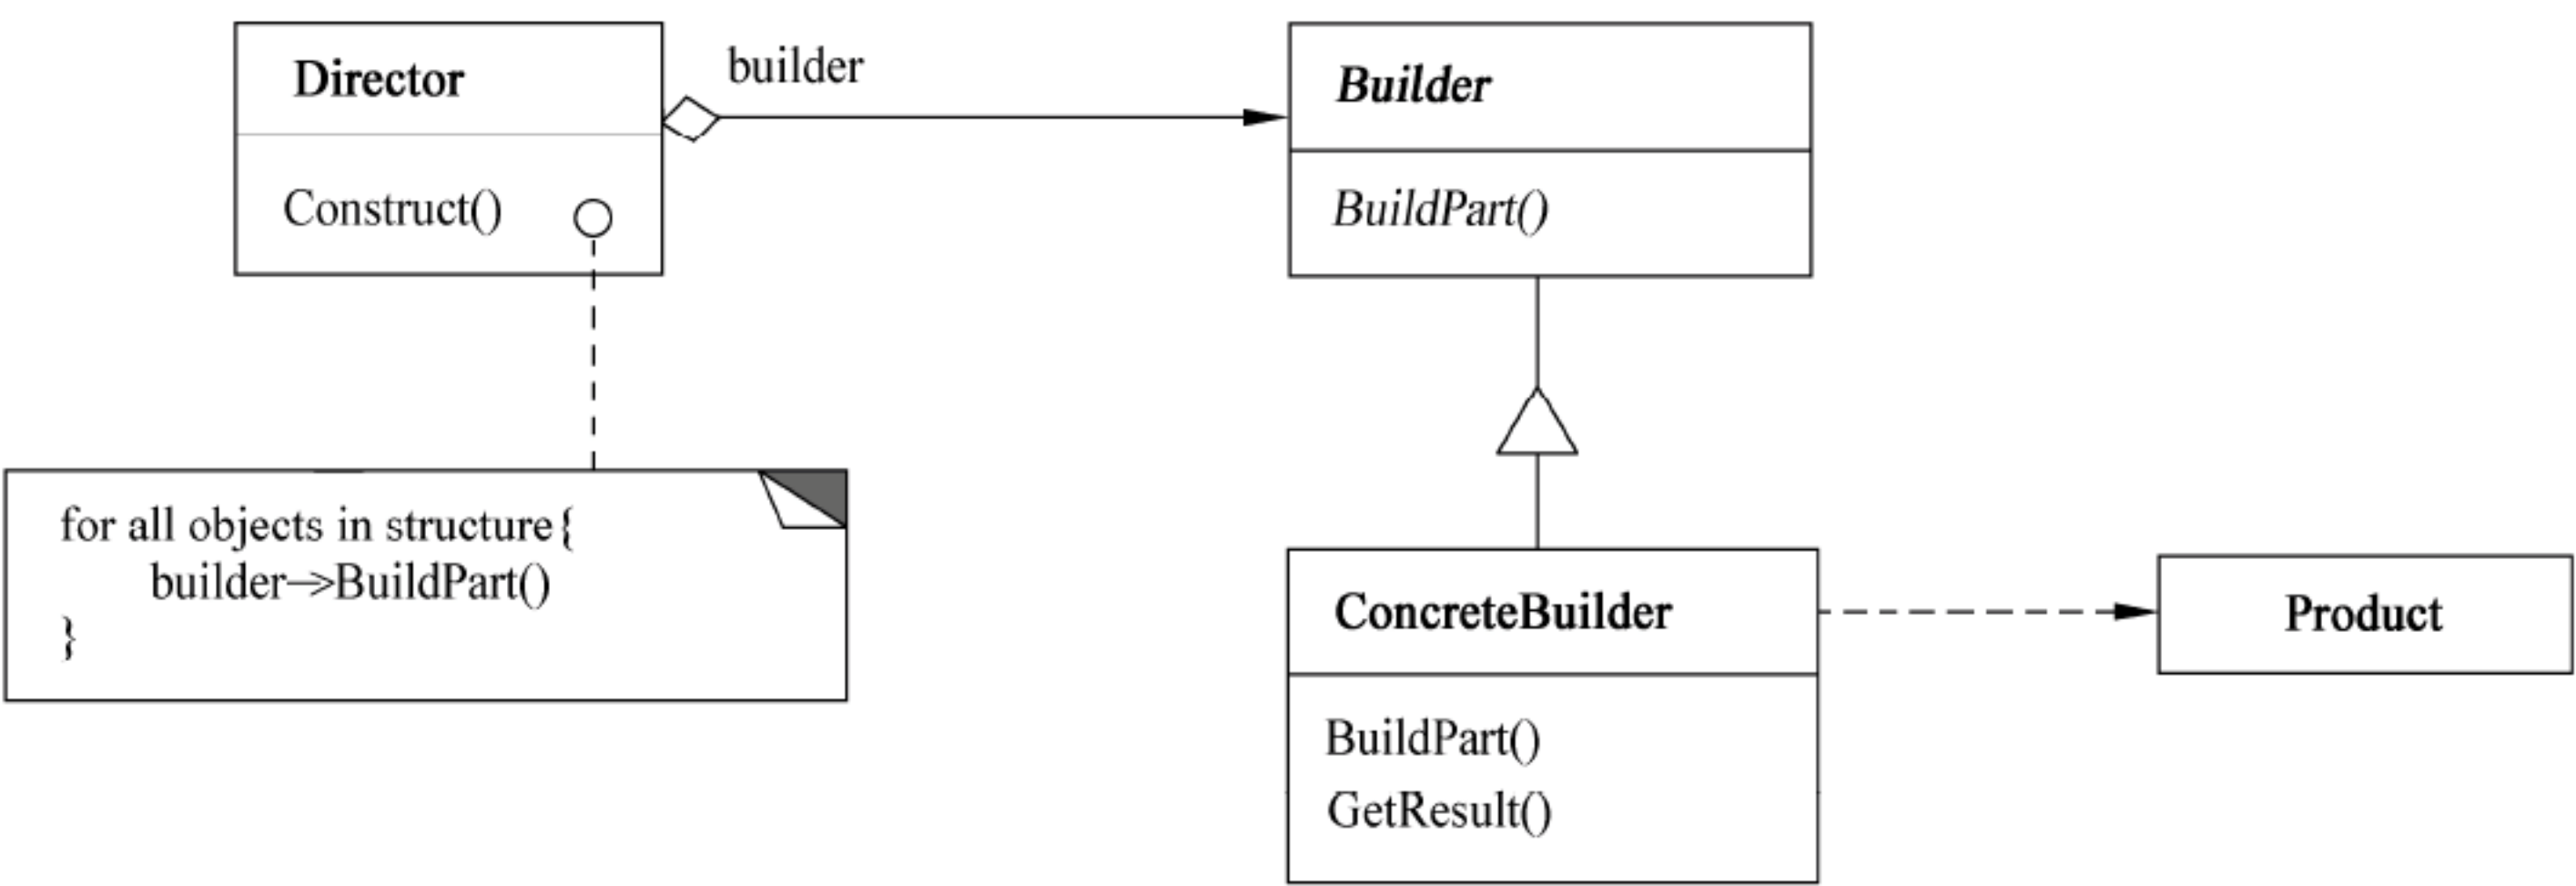 Director
Construct()
builder
Builder
BuildPart()
for all objects in structure{
builder—>BuildPart()
}
ConcreteBuilder
BuildPart()
GetResult()
Product